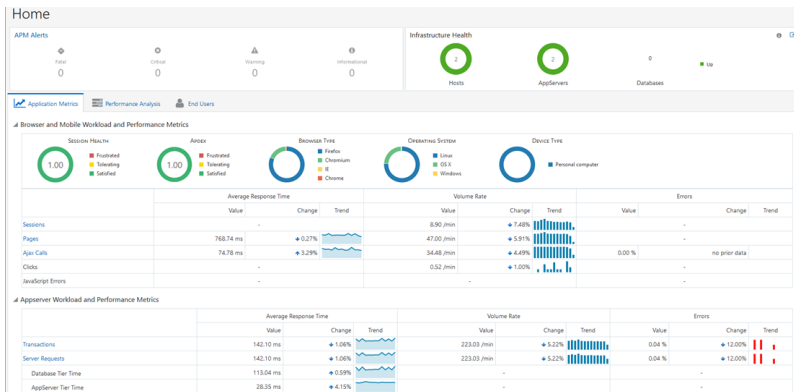 Home
APM Alerts
Fatal Critical Warning Informational
0 0 0 0
Infrastructure Health
2 2 0 Up
Hosts AppServers Databases
Application Metrics Performance Analysis End Users
Browser and Mobile Workload and Performance Metrics
SESSION HEALTH APDEX BROWSER TYPE OPERATING SYSTEM DEVICE TYPE
1.00 Frustrated Tolerating Satisfied
1.00 Frustrated Tolerating Satisfied
Firefox Chromium IE Chrome
Linux OS X Windows
Personal computer
Average Response Time Volume Rate Errors
Value Change Trend Value Change Trend Value Change Trend
Sessions - 8.90 /min 7.48% -
Pages 768.74 ms 0.27% 47.00 /min 5.91% -
Ajax Calls 74.78 ms 3.29% 34.48 /min 4.49% 0.00 % no prior data
Clicks - 0.52 /min 1.00% -
JavaScript Errors - - -
Appserver Workload and Performance Metrics
Average Response Time Volume Rate Errors
Value Change Trend Value Change Trend Value Change Trend
Transactions 142.10 ms 1.06% 223.03 /min 5.22% 0.04 % 12.00%
Server Requests 142.10 ms 1.06% 223.03 /min 5.22% 0.04 % 12.00%
Database Tier Time 113.04 ms 0.59% - -
AppServer Tier Time 28.35 ms 4.15% - -